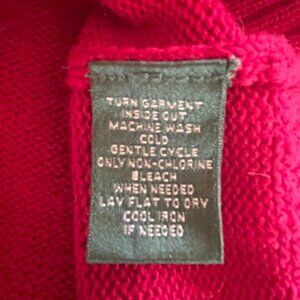 TURN GARMENT
INSIDE OUT
MACHINE WASH
COLD
GENTLE CYCLE
ONLY NON-CHLORINE
BLEACH
WHEN NEEDED
LAY FLAT TO DRY
COOL IRON
IF NEEDED